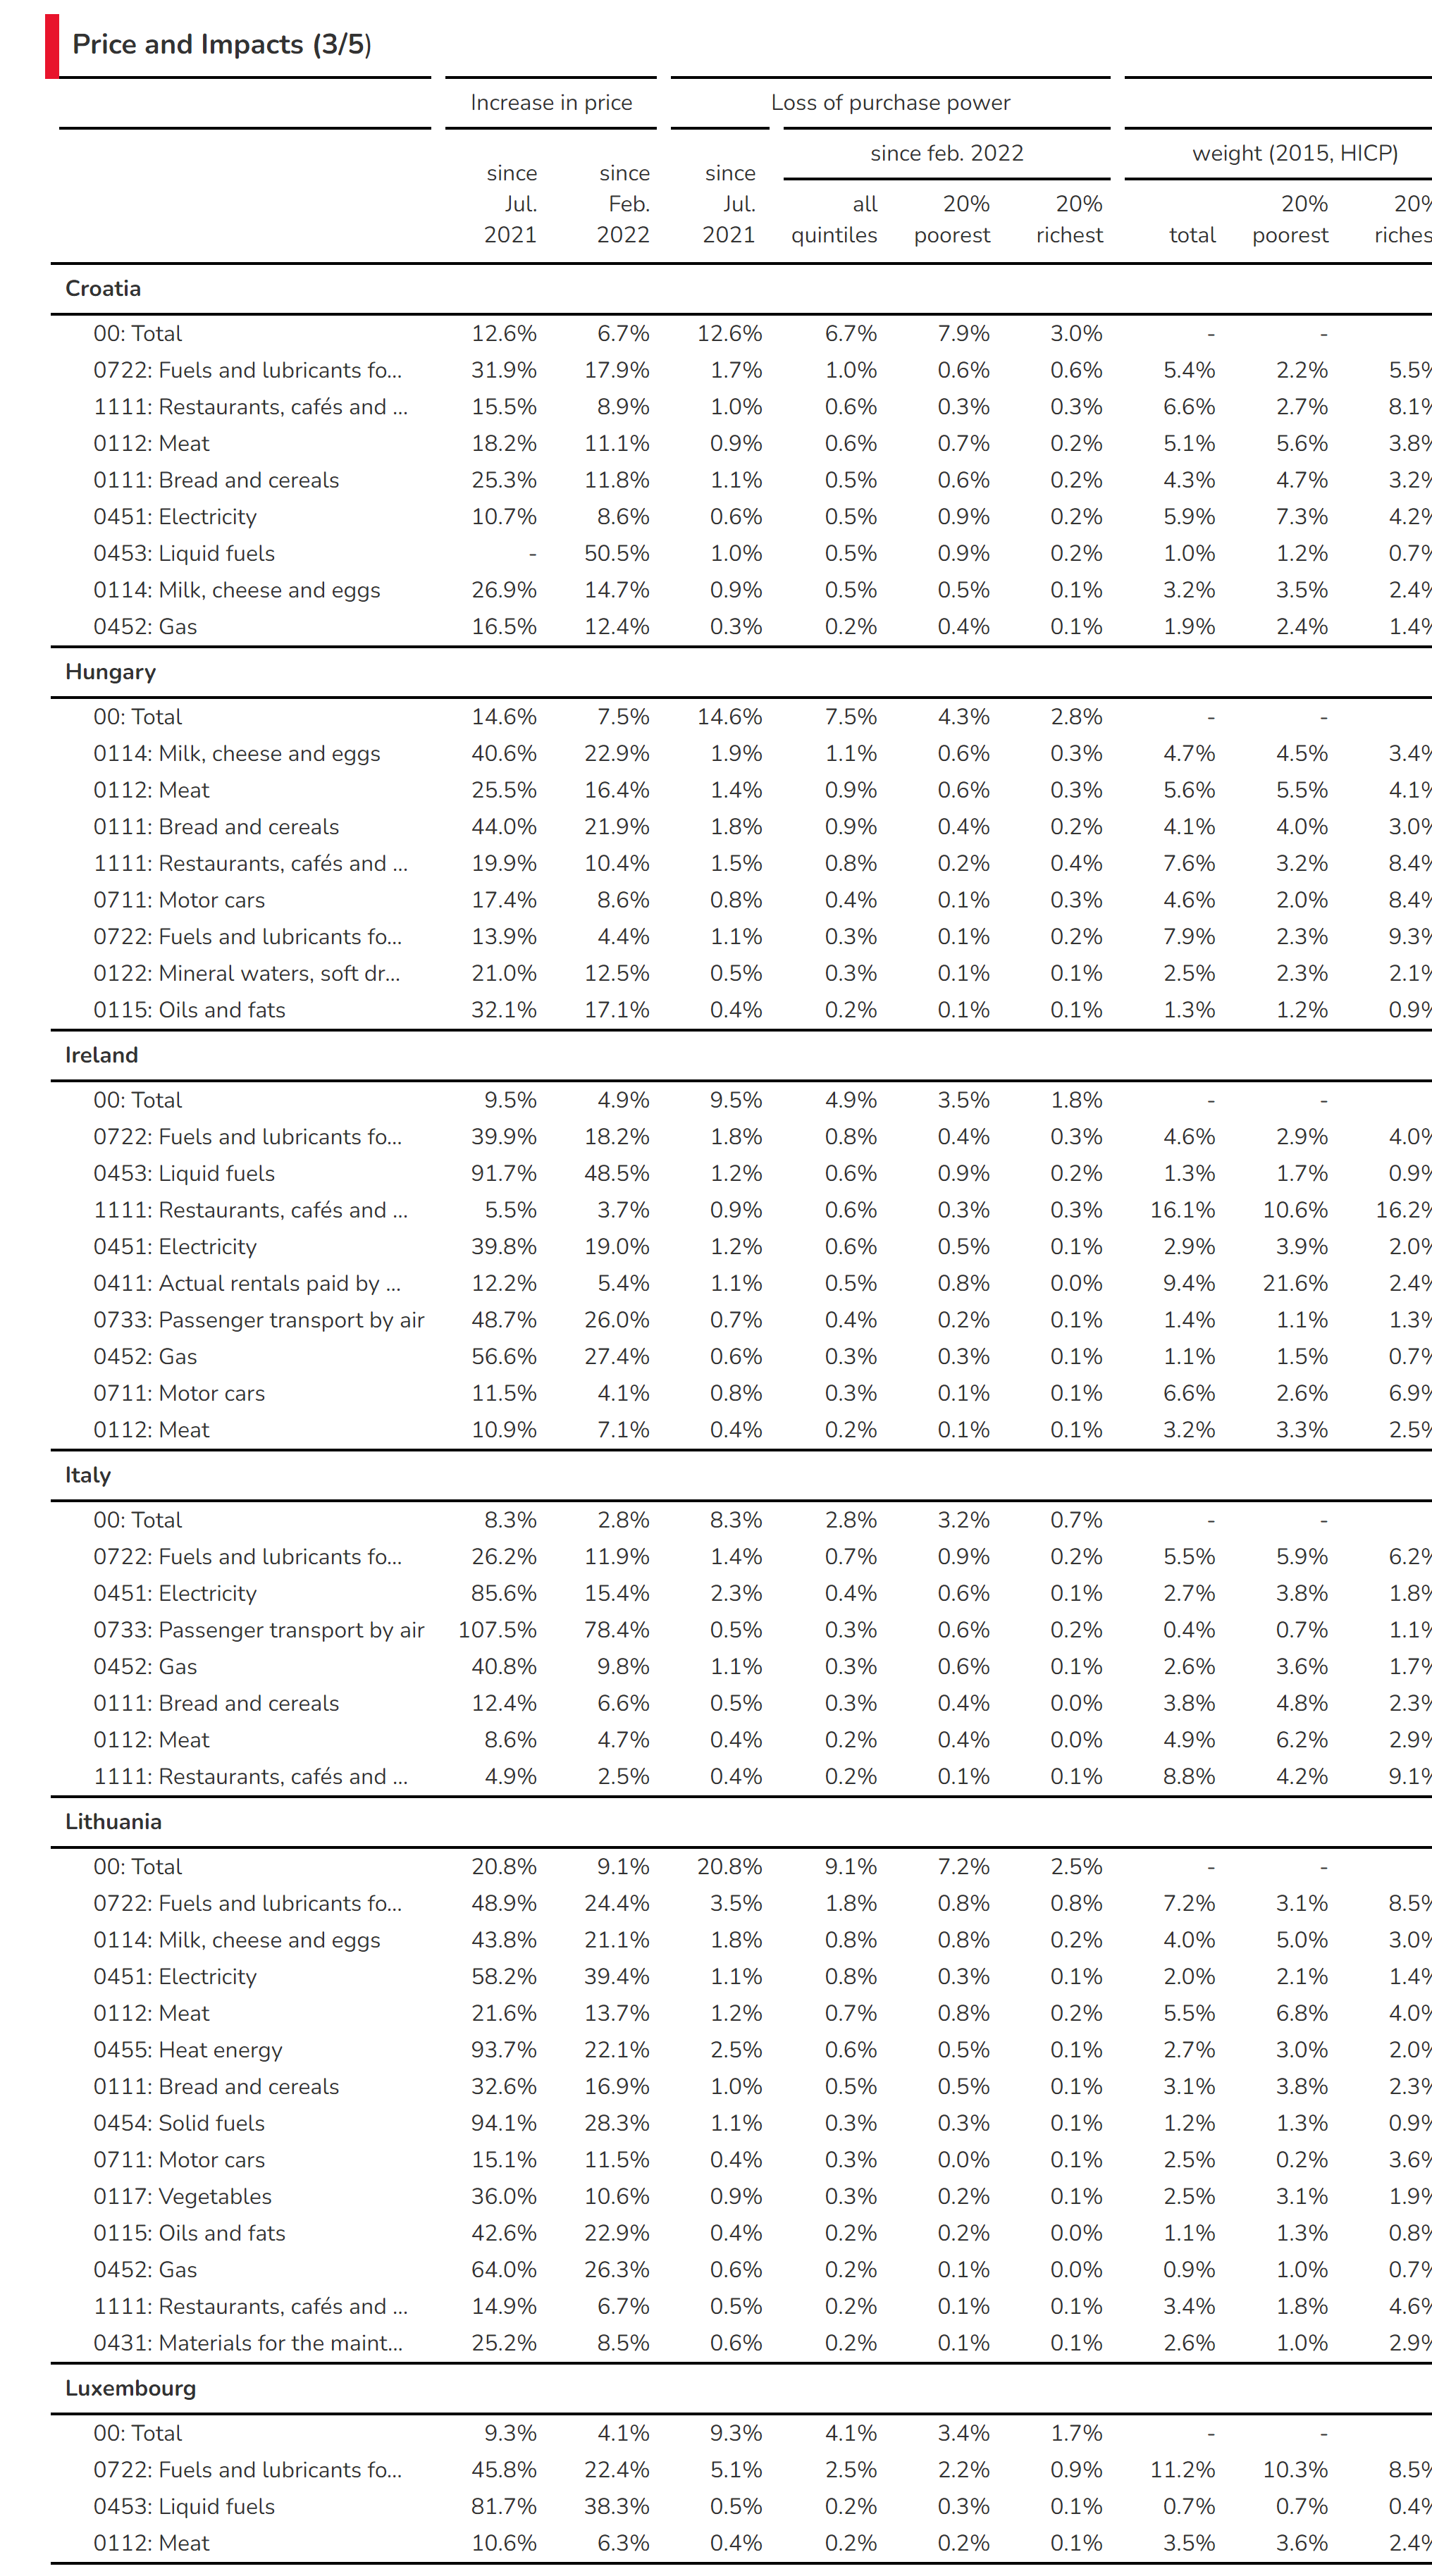 Price and Impacts (3/5)
Increase in price Loss of purchase power
since feb. 2022 weight (2015, HICP)
since since since
Jul. Feb. Jul. all 20% 20% 20% 20%
2021 2022 2021 quintiles poorest richest total poorest riches
Croatia
00: Total 12.6% 6.7% 12.6% 6.7% 7.9% 3.0% - -
0722: Fuels and lubricants fo... 31.9% 17.9% 1.7% 1.0% 0.6% 0.6% 5.4% 2.2% 5.5%
1111: Restaurants, cafés and ... 15.5% 8.9% 1.0% 0.6% 0.3% 0.3% 6.6% 2.7% 8.1%
0112: Meat 18.2% 11.1% 0.9% 0.6% 0.7% 0.2% 5.1% 5.6% 3.8%
0111: Bread and cereals 25.3% 11.8% 1.1% 0.5% 0.6% 0.2% 4.3% 4.7% 3.2%
0451: Electricity 10.7% 8.6% 0.6% 0.5% 0.9% 0.2% 5.9% 7.3% 4.2%
0453: Liquid fuels - 50.5% 1.0% 0.5% 0.9% 0.2% 1.0% 1.2% 0.7%
0114: Milk, cheese and eggs 26.9% 14.7% 0.9% 0.5% 0.5% 0.1% 3.2% 3.5% 2.4%
0452: Gas 16.5% 12.4% 0.3% 0.2% 0.4% 0.1% 1.9% 2.4% 1.4%
Hungary
00: Total 14.6% 7.5% 14.6% 7.5% 4.3% 2.8% - -
0114: Milk, cheese and eggs 40.6% 22.9% 1.9% 1.1% 0.6% 0.3% 4.7% 4.5% 3.4%
0112: Meat 25.5% 16.4% 1.4% 0.9% 0.6% 0.3% 5.6% 5.5% 4.1%
0111: Bread and cereals 44.0% 21.9% 1.8% 0.9% 0.4% 0.2% 4.1% 4.0% 3.0%
1111: Restaurants, cafés and ... 19.9% 10.4% 1.5% 0.8% 0.2% 0.4% 7.6% 3.2% 8.4%
0711: Motor cars 17.4% 8.6% 0.8% 0.4% 0.1% 0.3% 4.6% 2.0% 8.4%
0722: Fuels and lubricants fo... 13.9% 4.4% 1.1% 0.3% 0.1% 0.2% 7.9% 2.3% 9.3%
0122: Mineral waters, soft dr... 21.0% 12.5% 0.5% 0.3% 0.1% 0.1% 2.5% 2.3% 2.1%
0115: Oils and fats 32.1% 17.1% 0.4% 0.2% 0.1% 0.1% 1.3% 1.2% 0.9%
Ireland
00: Total 9.5% 4.9% 9.5% 4.9% 3.5% 1.8% - -
0722: Fuels and lubricants fo... 39.9% 18.2% 1.8% 0.8% 0.4% 0.3% 4.6% 2.9% 4.0%
0453: Liquid fuels 91.7% 48.5% 1.2% 0.6% 0.9% 0.2% 1.3% 1.7% 0.9%
1111: Restaurants, cafés and ... 5.5% 3.7% 0.9% 0.6% 0.3% 0.3% 16.1% 10.6% 16.2%
0451: Electricity 39.8% 19.0% 1.2% 0.6% 0.5% 0.1% 2.9% 3.9% 2.0%
0411: Actual rentals paid by ... 12.2% 5.4% 1.1% 0.5% 0.8% 0.0% 9.4% 21.6% 2.4%
0733: Passenger transport by air 48.7% 26.0% 0.7% 0.4% 0.2% 0.1% 1.4% 1.1% 1.3%
0452: Gas 56.6% 27.4% 0.6% 0.3% 0.3% 0.1% 1.1% 1.5% 0.7%
0711: Motor cars 11.5% 4.1% 0.8% 0.3% 0.1% 0.1% 6.6% 2.6% 6.9%
0112: Meat 10.9% 7.1% 0.4% 0.2% 0.1% 0.1% 3.2% 3.3% 2.5%
Italy
00: Total 8.3% 2.8% 8.3% 2.8% 3.2% 0.7% - -
0722: Fuels and lubricants fo... 26.2% 11.9% 1.4% 0.7% 0.9% 0.2% 5.5% 5.9% 6.2%
0451: Electricity 85.6% 15.4% 2.3% 0.4% 0.6% 0.1% 2.7% 3.8% 1.8%
0733: Passenger transport by air 107.5% 78.4% 0.5% 0.3% 0.6% 0.2% 0.4% 0.7% 1.1%
0452: Gas 40.8% 9.8% 1.1% 0.3% 0.6% 0.1% 2.6% 3.6% 1.7%
0111: Bread and cereals 12.4% 6.6% 0.5% 0.3% 0.4% 0.0% 3.8% 4.8% 2.3%
0112: Meat 8.6% 4.7% 0.4% 0.2% 0.4% 0.0% 4.9% 6.2% 2.9%
1111: Restaurants, cafés and ... 4.9% 2.5% 0.4% 0.2% 0.1% 0.1% 8.8% 4.2% 9.1%
Lithuania
00: Total 20.8% 9.1% 20.8% 9.1% 7.2% 2.5% - -
0722: Fuels and lubricants fo... 48.9% 24.4% 3.5% 1.8% 0.8% 0.8% 7.2% 3.1% 8.5%
0114: Milk, cheese and eggs 43.8% 21.1% 1.8% 0.8% 0.8% 0.2% 4.0% 5.0% 3.0%
0451: Electricity 58.2% 39.4% 1.1% 0.8% 0.3% 0.1% 2.0% 2.1% 1.4%
0112: Meat 21.6% 13.7% 1.2% 0.7% 0.8% 0.2% 5.5% 6.8% 4.0%
0455: Heat energy 93.7% 22.1% 2.5% 0.6% 0.5% 0.1% 2.7% 3.0% 2.0%
0111: Bread and cereals 32.6% 16.9% 1.0% 0.5% 0.5% 0.1% 3.1% 3.8% 2.3%
0454: Solid fuels 94.1% 28.3% 1.1% 0.3% 0.3% 0.1% 1.2% 1.3% 0.9%
0711: Motor cars 15.1% 11.5% 0.4% 0.3% 0.0% 0.1% 2.5% 0.2% 3.6%
0117: Vegetables 36.0% 10.6% 0.9% 0.3% 0.2% 0.1% 2.5% 3.1% 1.9%
0115: Oils and fats 42.6% 22.9% 0.4% 0.2% 0.2% 0.0% 1.1% 1.3% 0.8%
0452: Gas 64.0% 26.3% 0.6% 0.2% 0.1% 0.0% 0.9% 1.0% 0.7%
1111: Restaurants, cafés and ... 14.9% 6.7% 0.5% 0.2% 0.1% 0.1% 3.4% 1.8% 4.6%
0431: Materials for the maint... 25.2% 8.5% 0.6% 0.2% 0.1% 0.1% 2.6% 1.0% 2.9%
Luxembourg
00: Total 9.3% 4.1% 9.3% 4.1% 3.4% 1.7% - -
0722: Fuels and lubricants fo... 45.8% 22.4% 5.1% 2.5% 2.2% 0.9% 11.2% 10.3% 8.5%
0453: Liquid fuels 81.7% 38.3% 0.5% 0.2% 0.3% 0.1% 0.7% 0.7% 0.4%
0112: Meat 10.6% 6.3% 0.4% 0.2% 0.2% 0.1% 3.5% 3.6% 2.4%